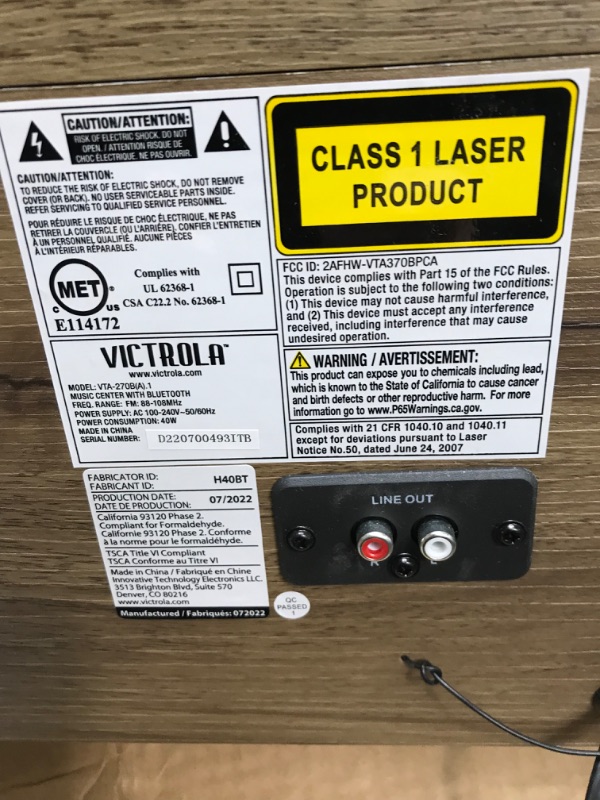 CAUTION/ATTENTION:
RISK OF ELECTRIC SHOCK. DO NOT
OPEN. / ATTENTION RISQUE DE
CHOC ÉLECTRIQUE. NE PAS OUVRIR.
CAUTION/ATTENTION:
TO REDUCE THE RISK OF ELECTRIC SHOCK, DO NOT REMOVE
COVER (OR BACK). NO USER SERVICEABLE PARTS INSIDE.
REFER SERVICING TO QUALIFIED SERVICE PERSONNEL.
POUR RÉDUIRE LE RISQUE DE CHOC ÉLECTRIQUE, NE PAS
RETIRER LA COUVERCLE (OU L'ARRIÈRE). CONFIER L'ENTRETIEN
À UN PERSONNEL QUALIFIÉ. AUCUNE PIÈCES
À L'INTÉRIEUR RÉPARABLES.
MET
C US
E114172
Complies with
UL 62368-1
CSA C22.2 No. 62368-1
VICTROLA
www.victrola.com
MODEL: VTA-270B(A).1
MUSIC CENTER WITH BLUETOOTH
FREQ. RANGE: FM: 88-108MHz
POWER SUPPLY: AC 100-240V~50/60Hz
POWER CONSUMPTION: 40W
MADE IN CHINA
SERIAL NUMBER: D220700493ITB
CLASS 1 LASER
PRODUCT
FCC ID: 2AFHW-VTA370BPCA
This device complies with Part 15 of the FCC Rules.
Operation is subject to the following two conditions:
(1) This device may not cause harmful interference,
and (2) This device must accept any interference
received, including interference that may cause
undesired operation.
WARNING / AVERTISSEMENT:
This product can expose you to chemicals including lead,
which is known to the State of California to cause cancer
and birth defects or other reproductive harm. For more
information go to www.P65Warnings.ca.gov.
Complies with 21 CFR 1040.10 and 1040.11
except for deviations pursuant to Laser
Notice No.50, dated June 24, 2007
FABRICATOR ID: H40BT
FABRICANT ID:
PRODUCTION DATE: 07/2022
DATE DE PRODUCTION:
California 93120 Phase 2.
Compliant for Formaldehyde.
Californie 93120 Phase 2. Conforme
à la norme pour le formaldéhyde.
TSCA Title VI Compliant
TSCA Conforme au Titre VI
Made in China / Fabriqué en Chine
Innovative Technology Electronics LLC.
3513 Brighton Blvd, Suite 570
Denver, CO 80216
www.victrola.com
Manufactured / Fabriqués: 072022
QC
PASSED
1
LINE OUT
R L